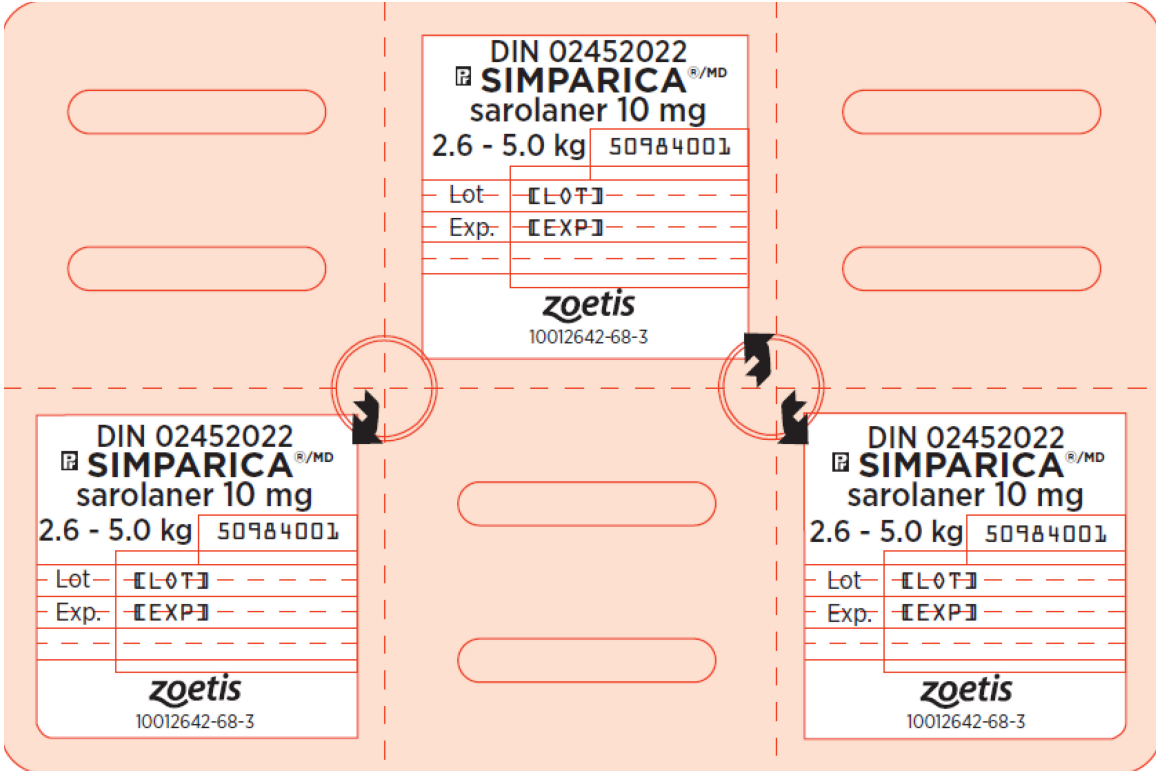 DIN 02452022
Pr SIMPARICA®/MD
sarolaner 10 mg
2.6 - 5.0 kg 50984001
Lot [LOT]
Exp. [EXP]
zoetis
10012642-68-3
DIN 02452022
Pr SIMPARICA®/MD
sarolaner 10 mg
2.6 - 5.0 kg 50984001
Lot [LOT]
Exp. [EXP]
zoetis
10012642-68-3
DIN 02452022
Pr SIMPARICA®/MD
sarolaner 10 mg
2.6 - 5.0 kg 50984001
Lot [LOT]
Exp. [EXP]
zoetis
10012642-68-3